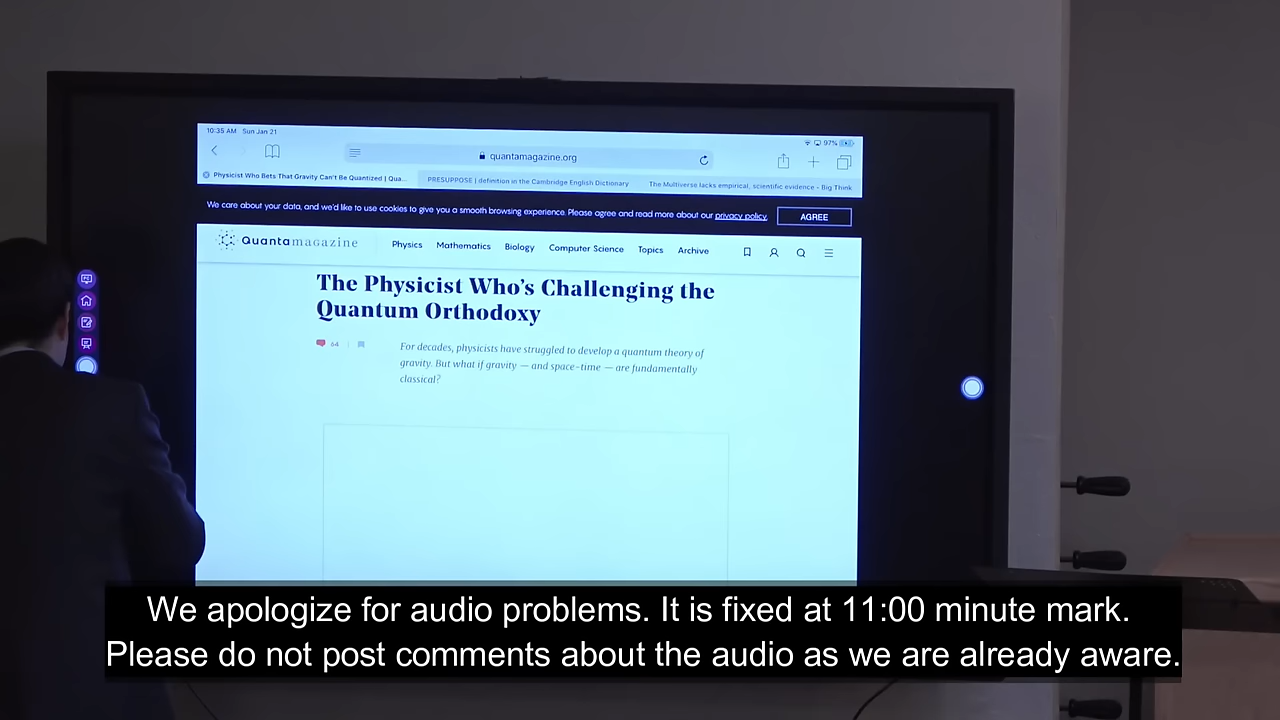 10:35 AM Sun Jan 21
97%
quantamagazine.org
Physicist Who Bets That Gravity Can't Be Quantized | Qua...
PRESUPPOSE | definition in the Cambridge English Dictionary
The Multiverse lacks empirical, scientific evidence - Big Think
We care about your data, and we'd like to use cookies to give you a smooth browsing experience. Please agree and read more about our privacy policy.
AGREE
Quantamagazine
Physics Mathematics Biology Computer Science Topics Archive
The Physicist Who's Challenging the
Quantum Orthodoxy
64
For decades, physicists have struggled to develop a quantum theory of
gravity. But what if gravity — and space-time — are fundamentally
classical?
We apologize for audio problems. It is fixed at 11:00 minute mark.
Please do not post comments about the audio as we are already aware.